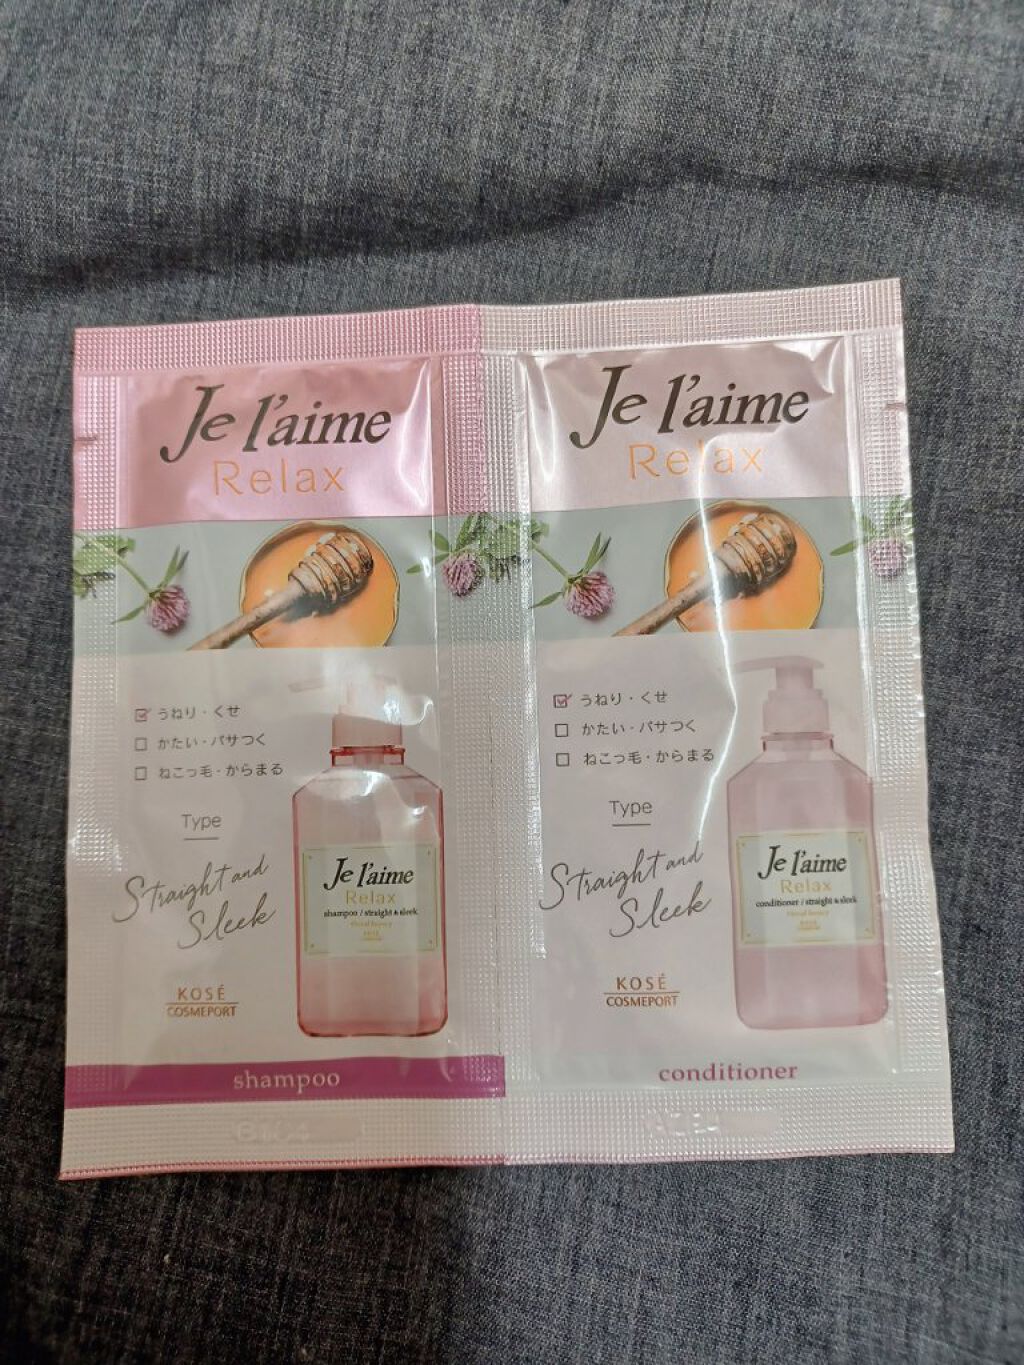 Je l'aime
Relax
うねり・くせ
かたい・パサつく
ねこっ毛・からまる
Type
Straight and
Sleek
KOSÉ
COSMEPORT
Je l'aime
Relax
shampoo / straight & sleek
shampoo
Je l'aime
Relax
うねり・くせ
かたい・パサつく
ねこっ毛・からまる
Type
Straight and
Sleek
KOSÉ
COSMEPORT
Je l'aime
Relax
conditioner / straight & sleek
conditioner